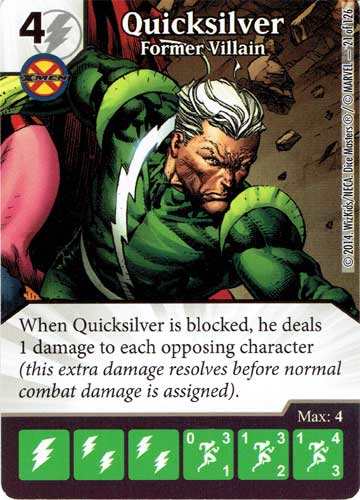 4
Quicksilver
Former Villain
X-MEN
© 2014 WizKids/NECA. Dice Masters ® / © MARVEL — 21 of 126
When Quicksilver is blocked, he deals
1 damage to each opposing character
(this extra damage resolves before normal
combat damage is assigned).
Max: 4
0 3 1
1 3 2
1 4 3